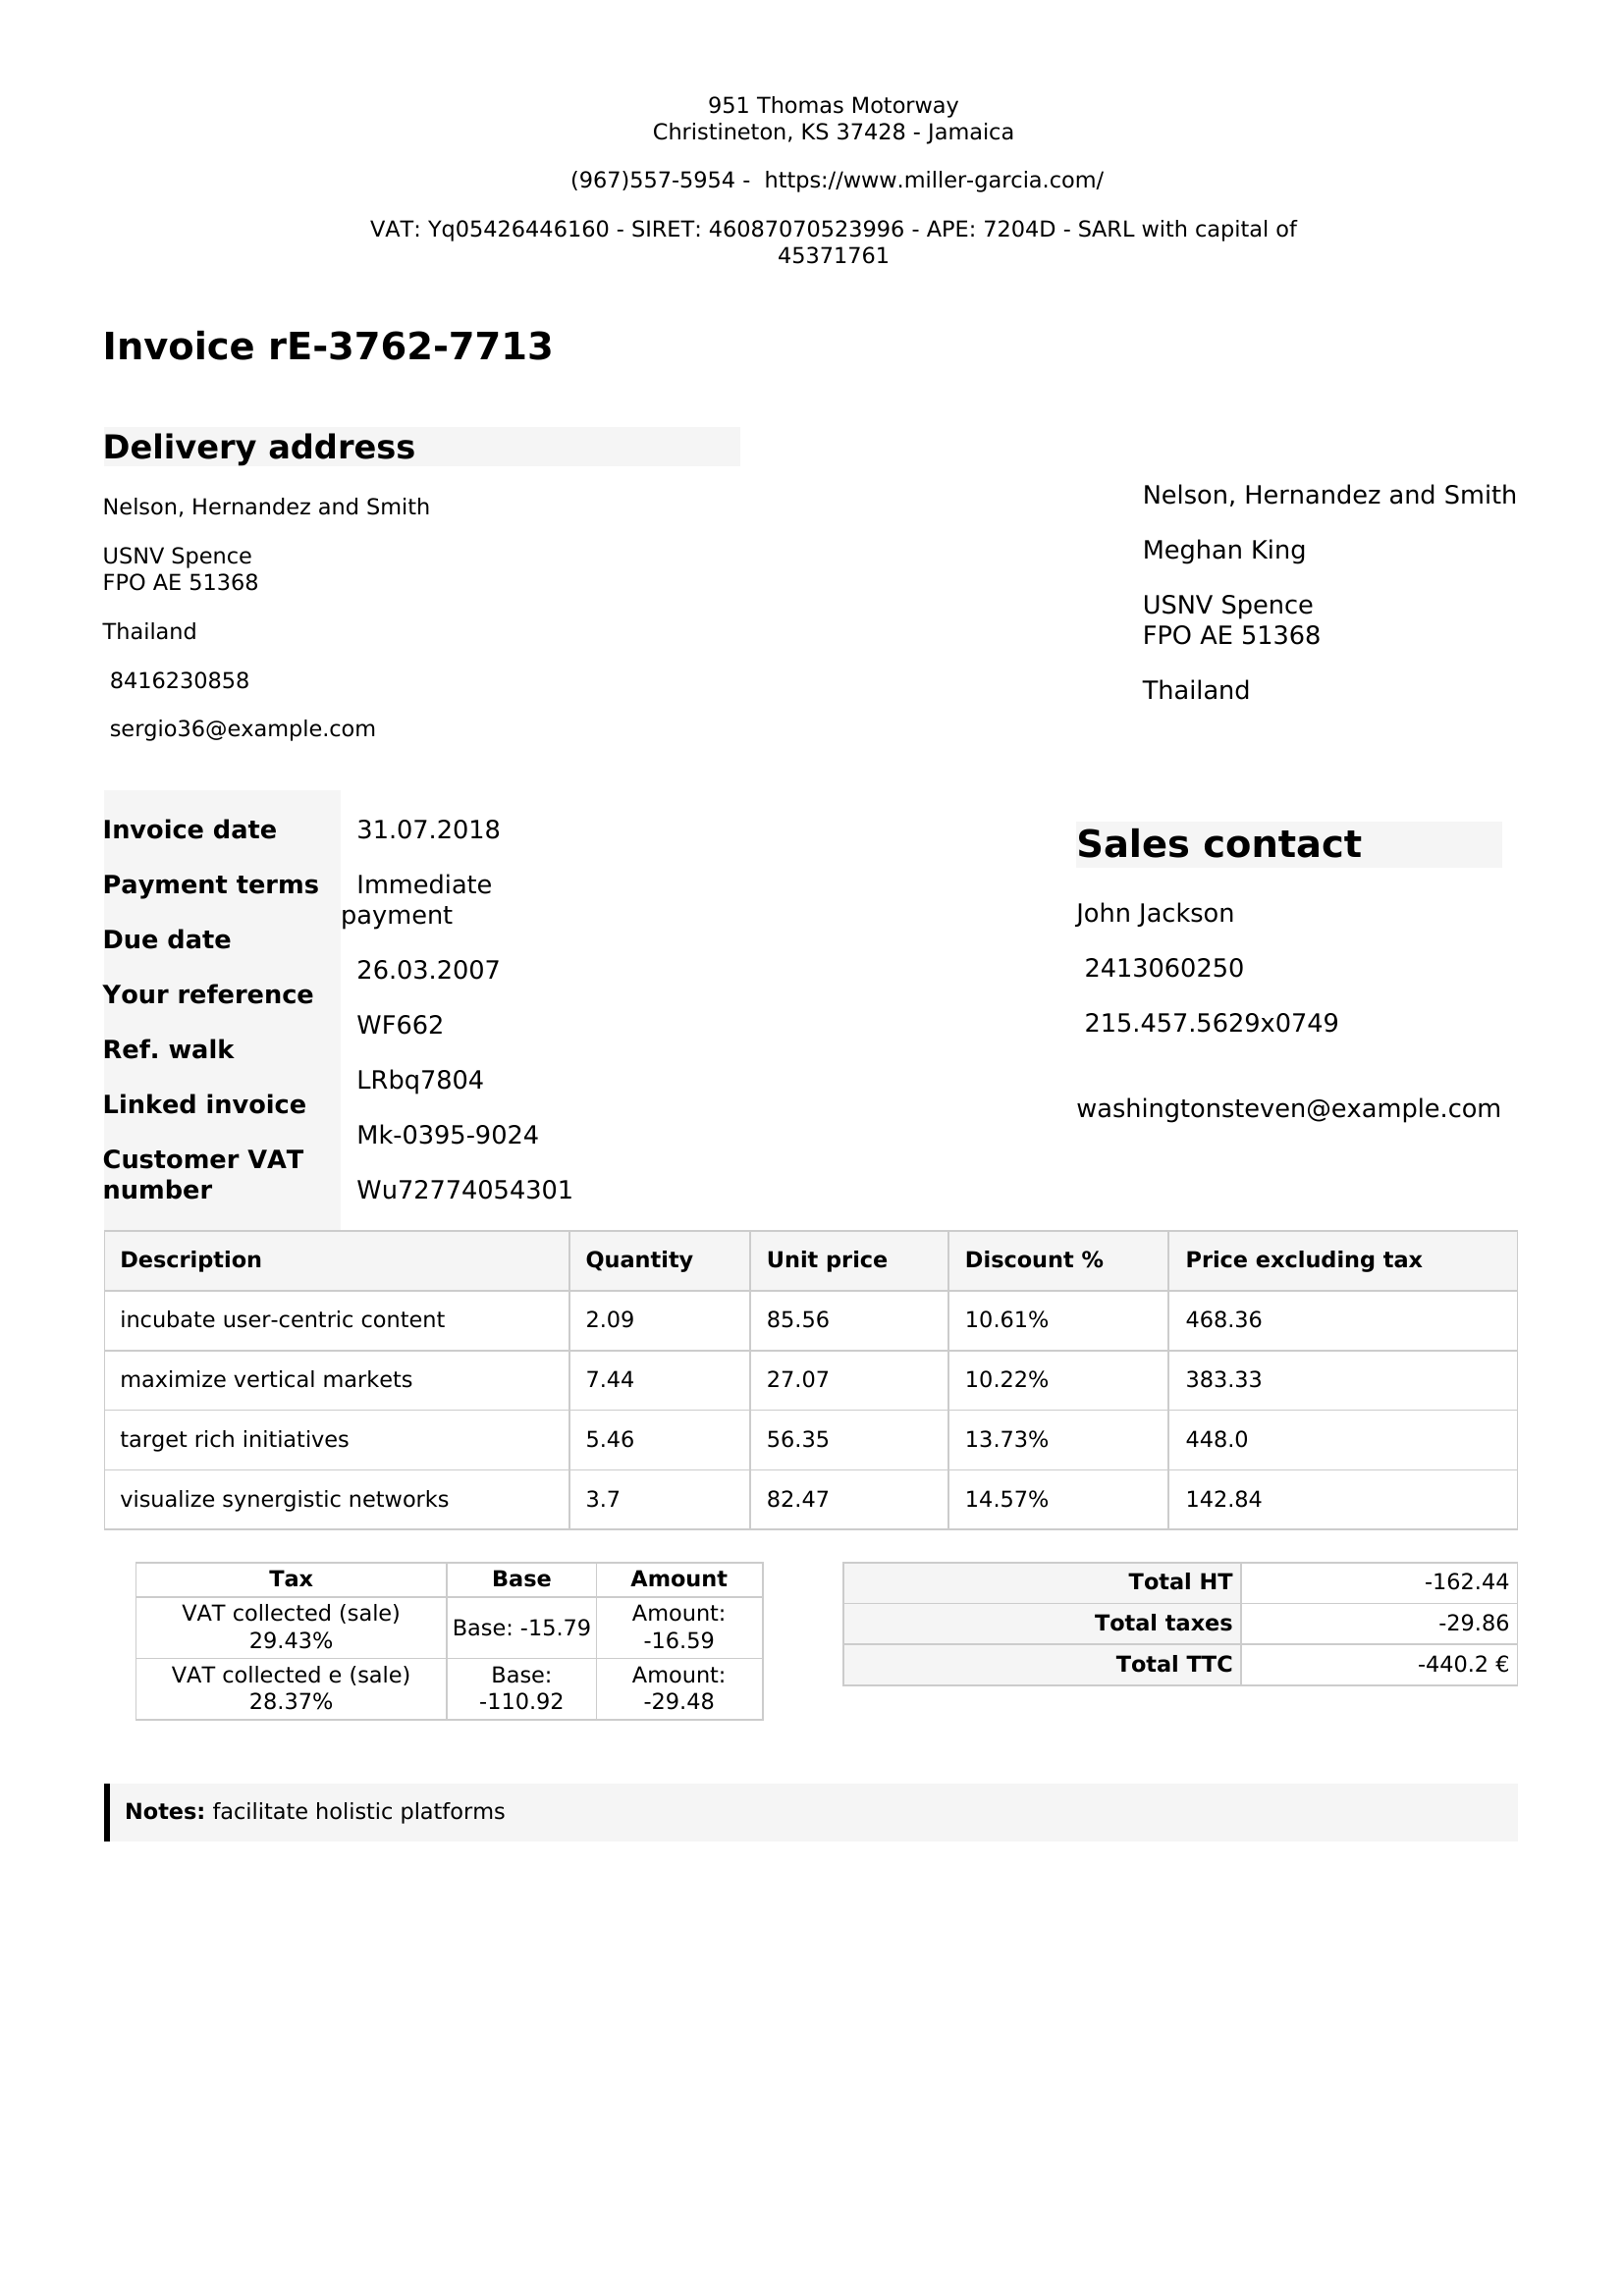 951 Thomas Motorway
Christineton, KS 37428 - Jamaica
(967)557-5954 -  https://www.miller-garcia.com/
VAT: Yq05426446160 - SIRET: 46087070523996 - APE: 7204D - SARL with capital of
45371761
Invoice rE-3762-7713
Delivery address
Nelson, Hernandez and Smith
USNV Spence
FPO AE 51368
Thailand
8416230858
sergio36@example.com
Nelson, Hernandez and Smith
Meghan King
USNV Spence
FPO AE 51368
Thailand
Invoice date
Payment terms
Due date
Your reference
Ref. walk
Linked invoice
Customer VAT
number
31.07.2018
Immediate
payment
26.03.2007
WF662
LRbq7804
Mk-0395-9024
Wu72774054301
Sales contact
John Jackson
2413060250
215.457.5629x0749
washingtonsteven@example.com
Description Quantity Unit price Discount % Price excluding tax
incubate user-centric content 2.09 85.56 10.61% 468.36
maximize vertical markets 7.44 27.07 10.22% 383.33
target rich initiatives 5.46 56.35 13.73% 448.0
visualize synergistic networks 3.7 82.47 14.57% 142.84
Tax Base Amount
VAT collected (sale)
29.43%
Base: -15.79
Amount:
-16.59
VAT collected e (sale)
28.37%
Base:
-110.92
Amount:
-29.48
Total HT -162.44
Total taxes -29.86
Total TTC -440.2 €
Notes: facilitate holistic platforms